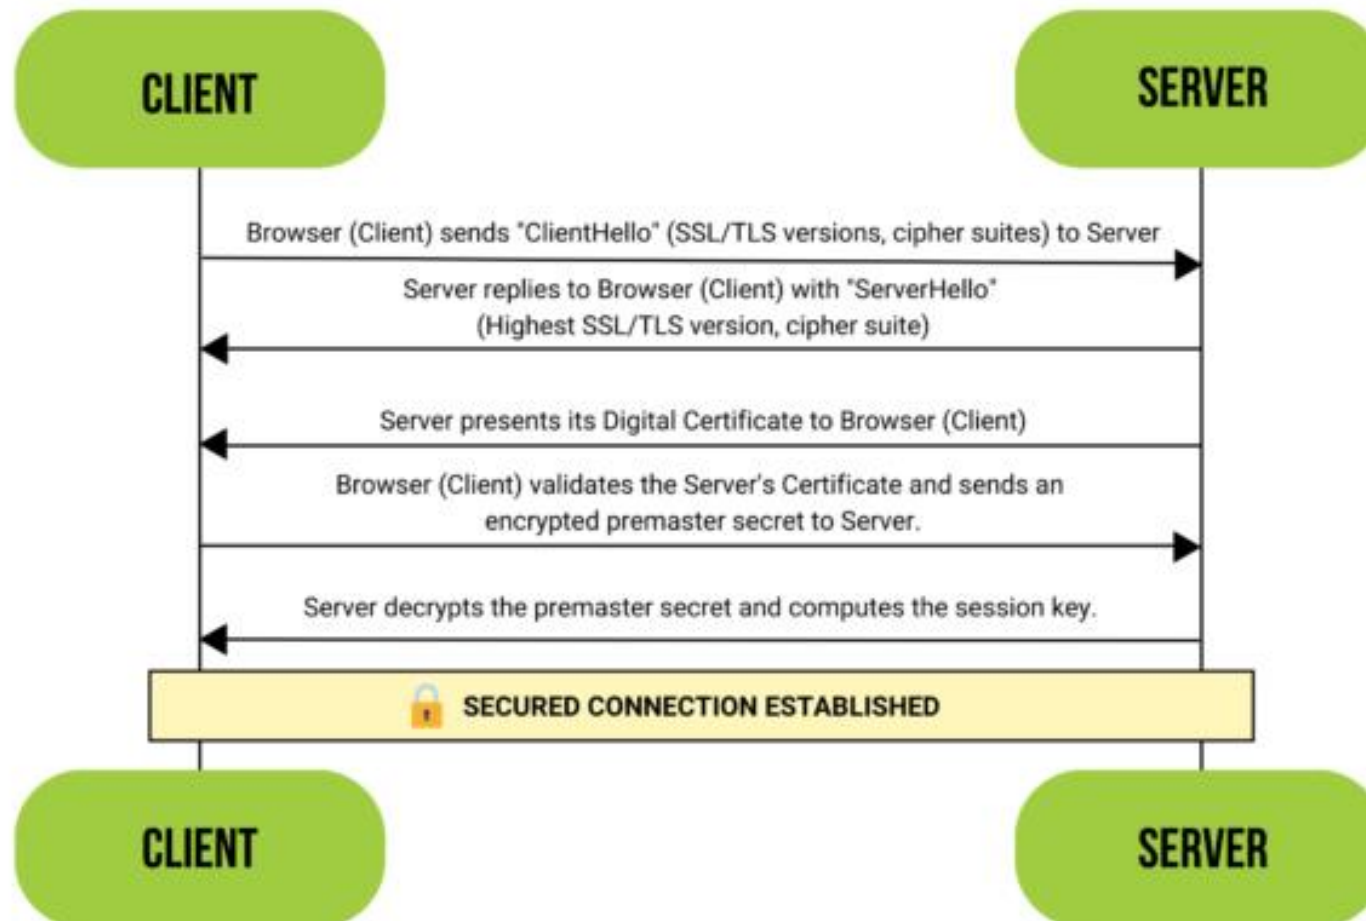 CLIENT
SERVER
Browser (Client) sends "ClientHello" (SSL/TLS versions, cipher suites) to Server
Server replies to Browser (Client) with "ServerHello"
(Highest SSL/TLS version, cipher suite)
Server presents its Digital Certificate to Browser (Client)
Browser (Client) validates the Server's Certificate and sends an
encrypted premaster secret to Server.
Server decrypts the premaster secret and computes the session key.
SECURED CONNECTION ESTABLISHED
CLIENT
SERVER